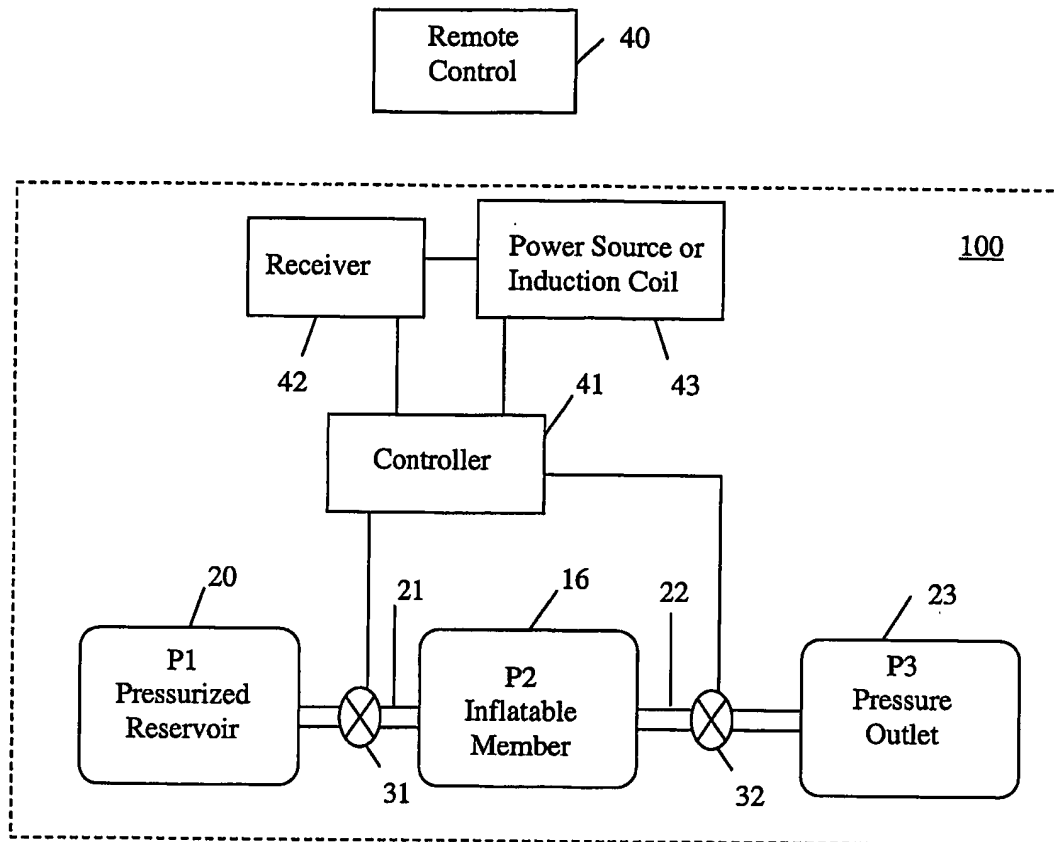 Remote
Control
40
100
Receiver
Power Source or
Induction Coil
42
43
41
Controller
20
21
16
22
23
P1
Pressurized
Reservoir
P2
Inflatable
Member
P3
Pressure
Outlet
31
32